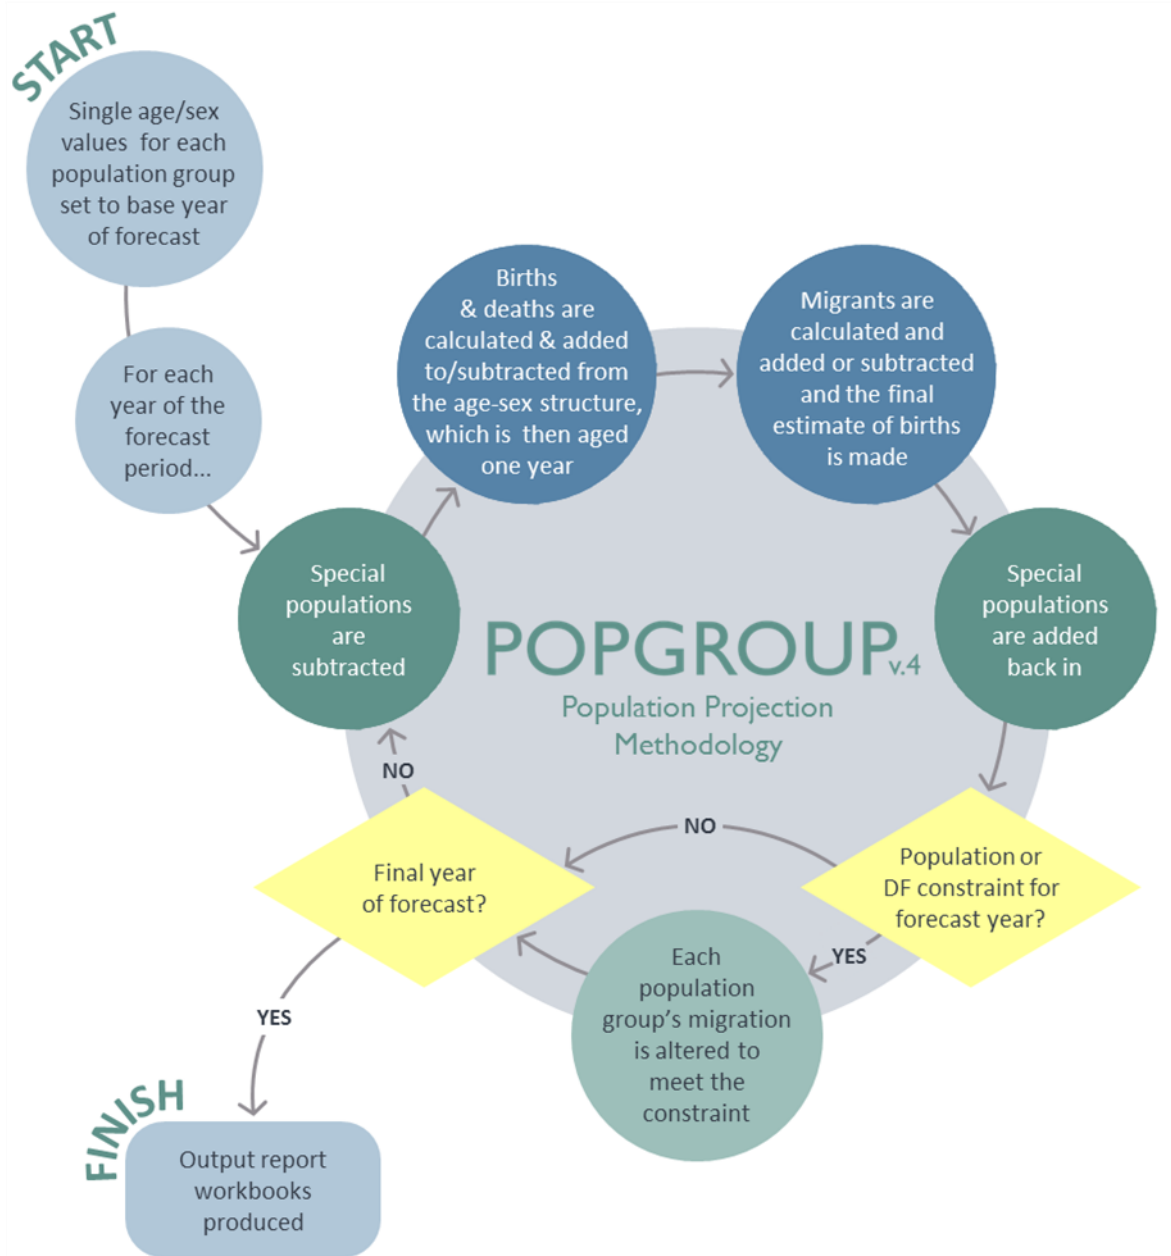 START
Single age/sex
values for each
population group
set to base year
of forecast
For each
year of the
forecast
period...
Special
populations
are
subtracted
Births
& deaths are
calculated & added
to/subtracted from
the age-sex structure,
which is then aged
one year
Migrants are
calculated and
added or subtracted
and the final
estimate of births
is made
Special
populations
are added
back in
POPGROUP v.4
Population Projection
Methodology
Population or
DF constraint for
forecast year?
NO
YES
Each
population
group's migration
is altered to
meet the
constraint
Final year
of forecast?
NO
YES
FINISH
Output report
workbooks
produced